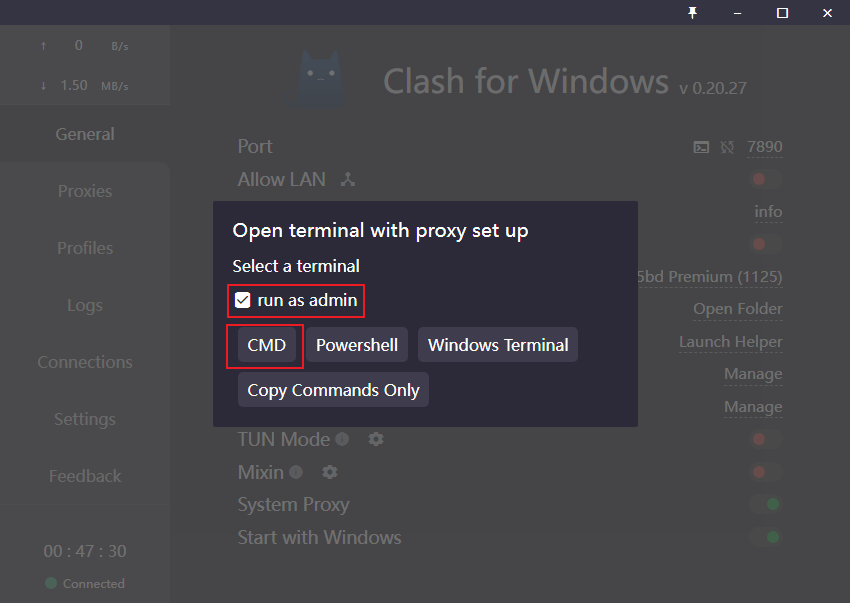 ↑ 0 B/s
↓ 1.50 MB/s
General
Proxies
Profiles
Logs
Connections
Settings
Feedback
00 : 47 : 30
Connected
Clash for Windows v 0.20.27
Port 7890
Allow LAN
info
5bd Premium (1125)
Open Folder
Launch Helper
Manage
Manage
Open terminal with proxy set up
Select a terminal
run as admin
CMD Powershell Windows Terminal
Copy Commands Only
TUN Mode
Mixin
System Proxy
Start with Windows